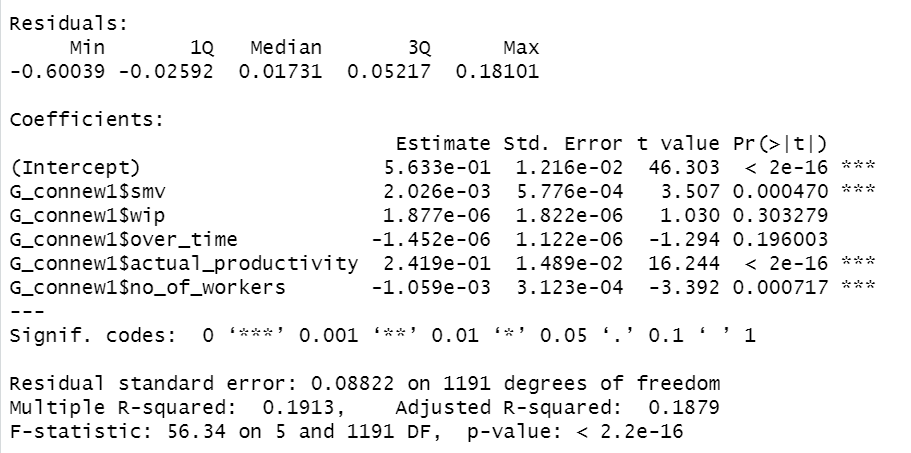 Residuals:
     Min       1Q   Median       3Q      Max
-0.60039 -0.02592  0.01731  0.05217  0.18101

Coefficients:
                                Estimate Std. Error t value Pr(>|t|)
(Intercept)                    5.633e-01  1.216e-02  46.303  < 2e-16 ***
G_connew1$smv                  2.026e-03  5.776e-04   3.507 0.000470 ***
G_connew1$wip                  1.877e-06  1.822e-06   1.030 0.303279
G_connew1$over_time           -1.452e-06  1.122e-06  -1.294 0.196003
G_connew1$actual_productivity  2.419e-01  1.489e-02  16.244  < 2e-16 ***
G_connew1$no_of_workers       -1.059e-03  3.123e-04  -3.392 0.000717 ***
---
Signif. codes:  0 ‘***’ 0.001 ‘**’ 0.01 ‘*’ 0.05 ‘.’ 0.1 ‘ ’ 1

Residual standard error: 0.08822 on 1191 degrees of freedom
Multiple R-squared:  0.1913,    Adjusted R-squared:  0.1879
F-statistic: 56.34 on 5 and 1191 DF,  p-value: < 2.2e-16